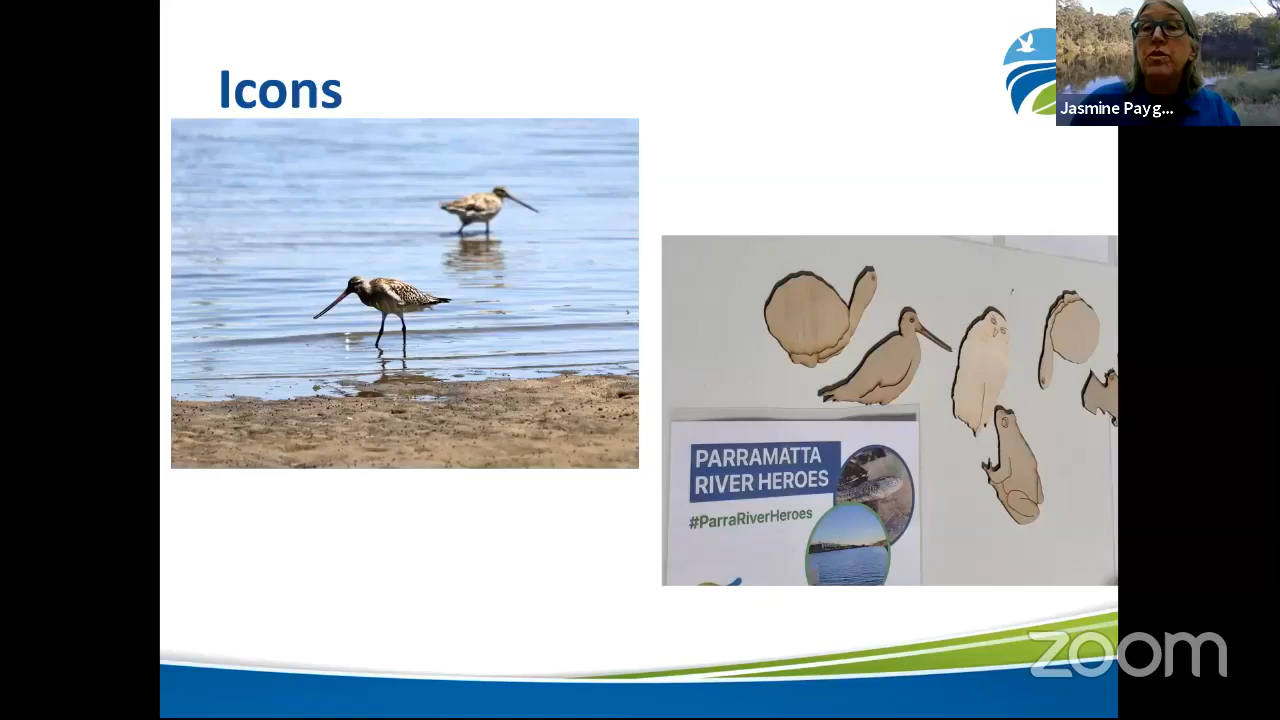 Icons
Jasmine Payg...
PARRAMATTA
RIVER HEROES
#ParraRiverHeroes
zoom